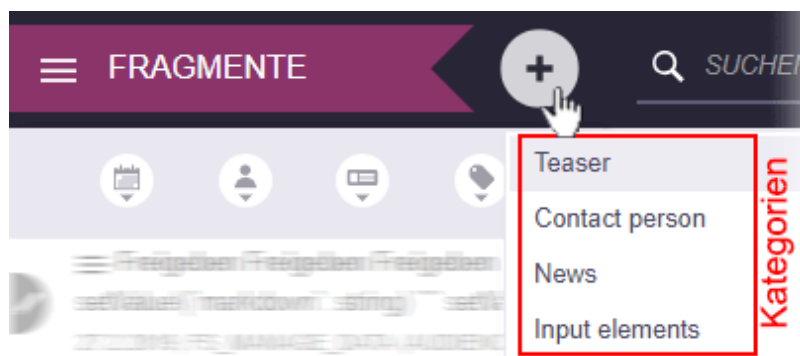 FRAGMENTE
SUCHEN
Teaser
Contact person
News
Input elements
Kategorien